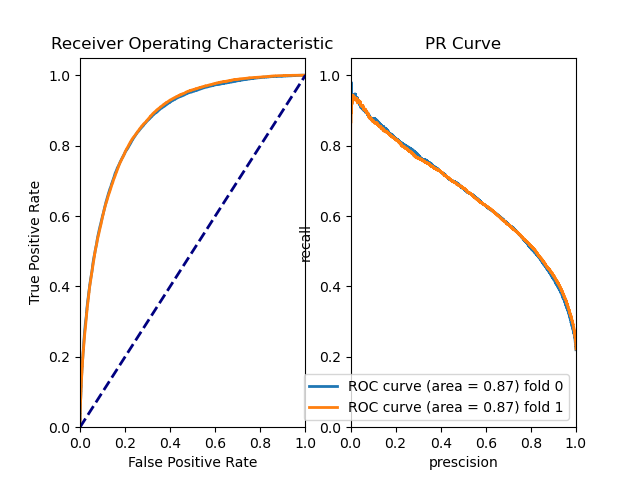 Receiver Operating Characteristic
True Positive Rate
1.0
0.8
0.6
0.4
0.2
0.0
0.0 0.2 0.4 0.6 0.8 1.0
False Positive Rate
PR Curve
recall
1.0
0.8
0.6
0.4
0.2
0.0
ROC curve (area = 0.87) fold 0
ROC curve (area = 0.87) fold 1
0.0 0.2 0.4 0.6 0.8 1.0
prescision